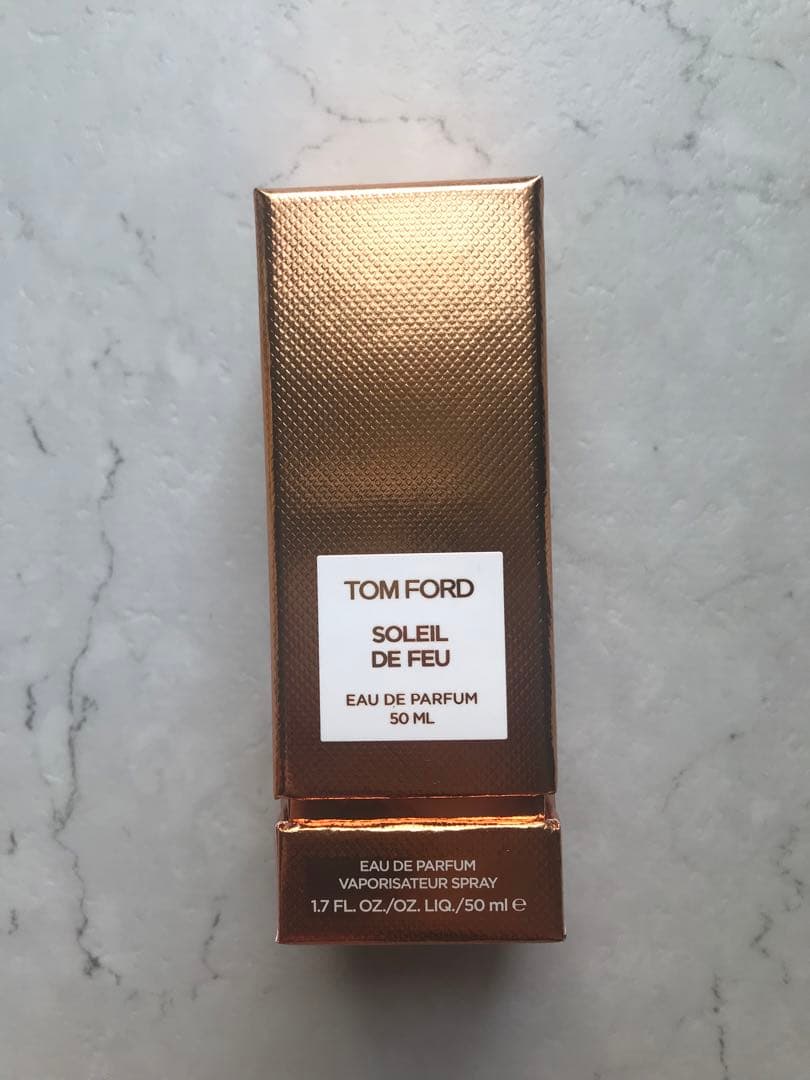 TOM FORD
SOLEIL
DE FEU
EAU DE PARFUM
50 ML
EAU DE PARFUM
VAPORISATEUR SPRAY
1.7 FL. OZ./OZ. LIQ./50 ml ℮